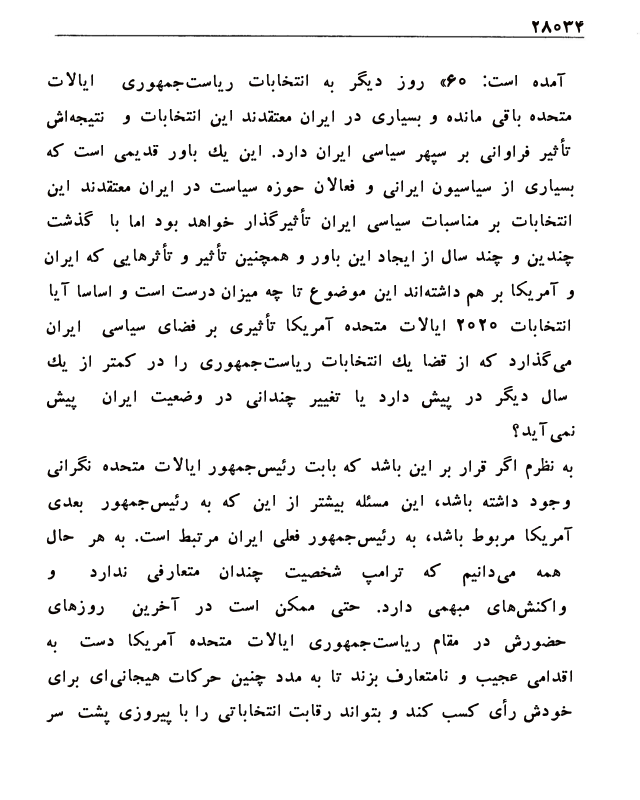 ۲۸۰۳۴
آمده است: «۶۰ روز دیگر به انتخابات ریاست‌جمهوری ایالات
متحده باقی مانده و بسیاری در ایران معتقدند این انتخابات و نتیجه‌اش
تأثیر فراوانی بر سپهر سیاسی ایران دارد. این یك باور قدیمی است که
بسیاری از سیاسیون ایرانی و فعالان حوزه سیاست در ایران معتقدند این
انتخابات بر مناسبات سیاسی ایران تأثیرگذار خواهد بود اما با گذشت
چندین و چند سال از ایجاد این باور و همچنین تأثیر و تأثرهایی که ایران
و آمریکا بر هم داشته‌اند این موضوع تا چه میزان درست است و اساسا آیا
انتخابات ۲۰۲۰ ایالات متحده آمریکا تأثیری بر فضای سیاسی ایران
می‌گذارد که از قضا یك انتخابات ریاست‌جمهوری را در کمتر از یك
سال دیگر در پیش دارد یا تغییر چندانی در وضعیت ایران پیش
نمی‌آید؟
به نظرم اگر قرار بر این باشد که بابت رئیس‌جمهور ایالات متحده نگرانی
وجود داشته باشد، این مسئله بیشتر از این که به رئیس‌جمهور بعدی
آمریکا مربوط باشد، به رئیس‌جمهور فعلی ایران مرتبط است. به هر حال
همه می‌دانیم که ترامپ شخصیت چندان متعارفی ندارد و
واکنش‌های مبهمی دارد. حتی ممکن است در آخرین روزهای
حضورش در مقام ریاست‌جمهوری ایالات متحده آمریکا دست به
اقدامی عجیب و نامتعارف بزند تا به مدد چنین حرکات هیجانی‌ای برای
خودش رأی کسب کند و بتواند رقابت انتخاباتی را با پیروزی پشت سر